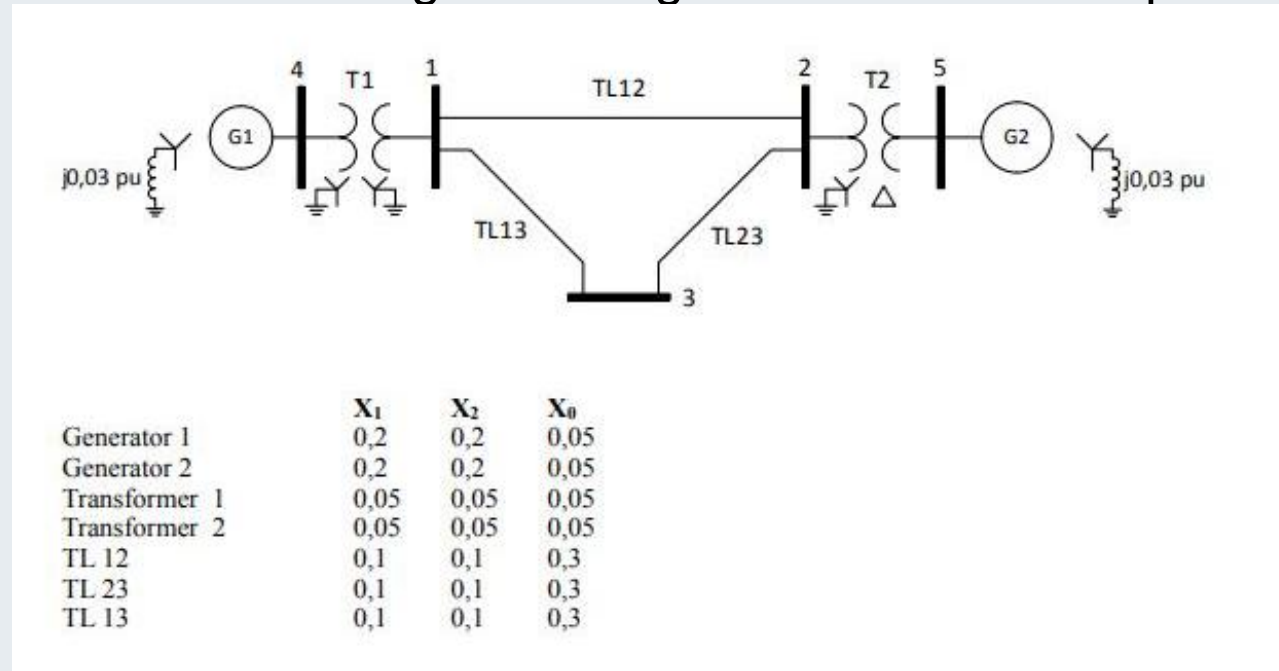 4 T1 1 TL12 2 T2 5
G1 G2
j0,03 pu j0,03 pu
TL13 TL23
3
X₁ X₂ X₀
Generator 1 0,2 0,2 0,05
Generator 2 0,2 0,2 0,05
Transformer 1 0,05 0,05 0,05
Transformer 2 0,05 0,05 0,05
TL 12 0,1 0,1 0,3
TL 23 0,1 0,1 0,3
TL 13 0,1 0,1 0,3